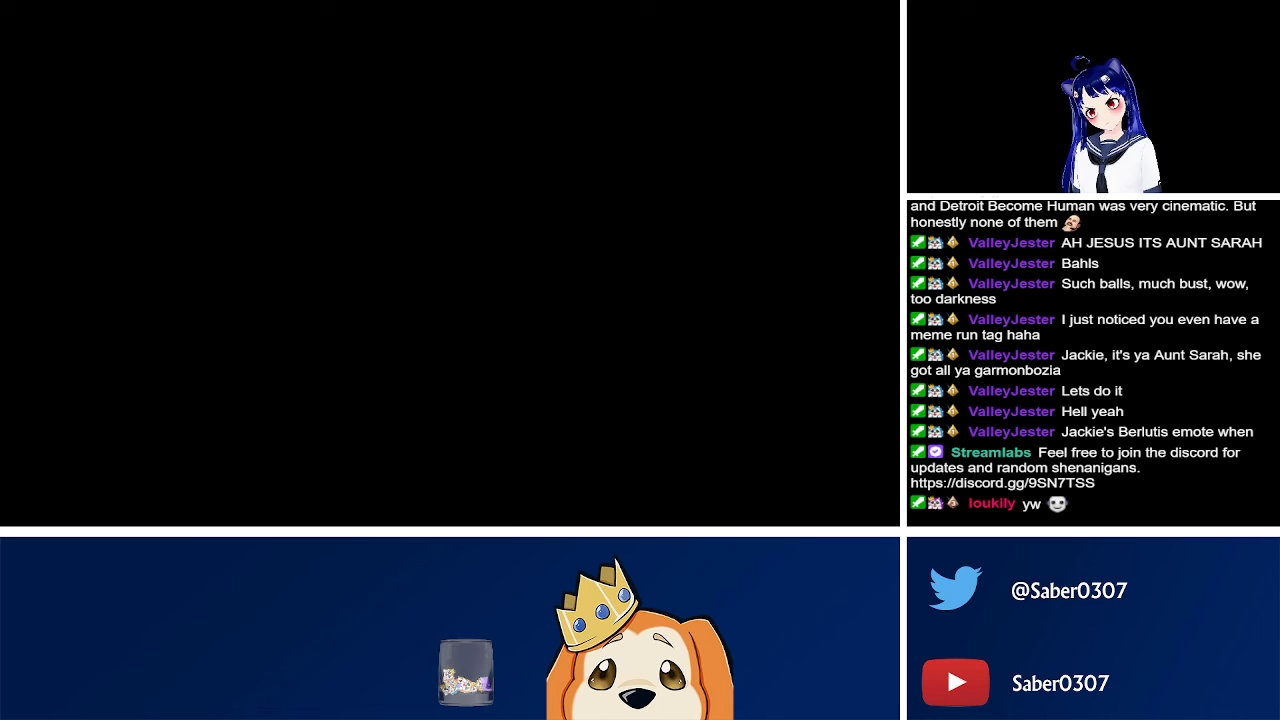 and Detroit Become Human was very cinematic. But
honestly none of them
ValleyJester AH JESUS ITS AUNT SARAH
ValleyJester Bahls
ValleyJester Such balls, much bust, wow,
too darkness
ValleyJester I just noticed you even have a
meme run tag haha
ValleyJester Jackie, it's ya Aunt Sarah, she
got all ya garmonbozia
ValleyJester Lets do it
ValleyJester Hell yeah
ValleyJester Jackie's Berlutis emote when
Streamlabs Feel free to join the discord for
updates and random shenanigans.
https://discord.gg/9SN7TSS
loukily yw
@Saber0307
Saber0307